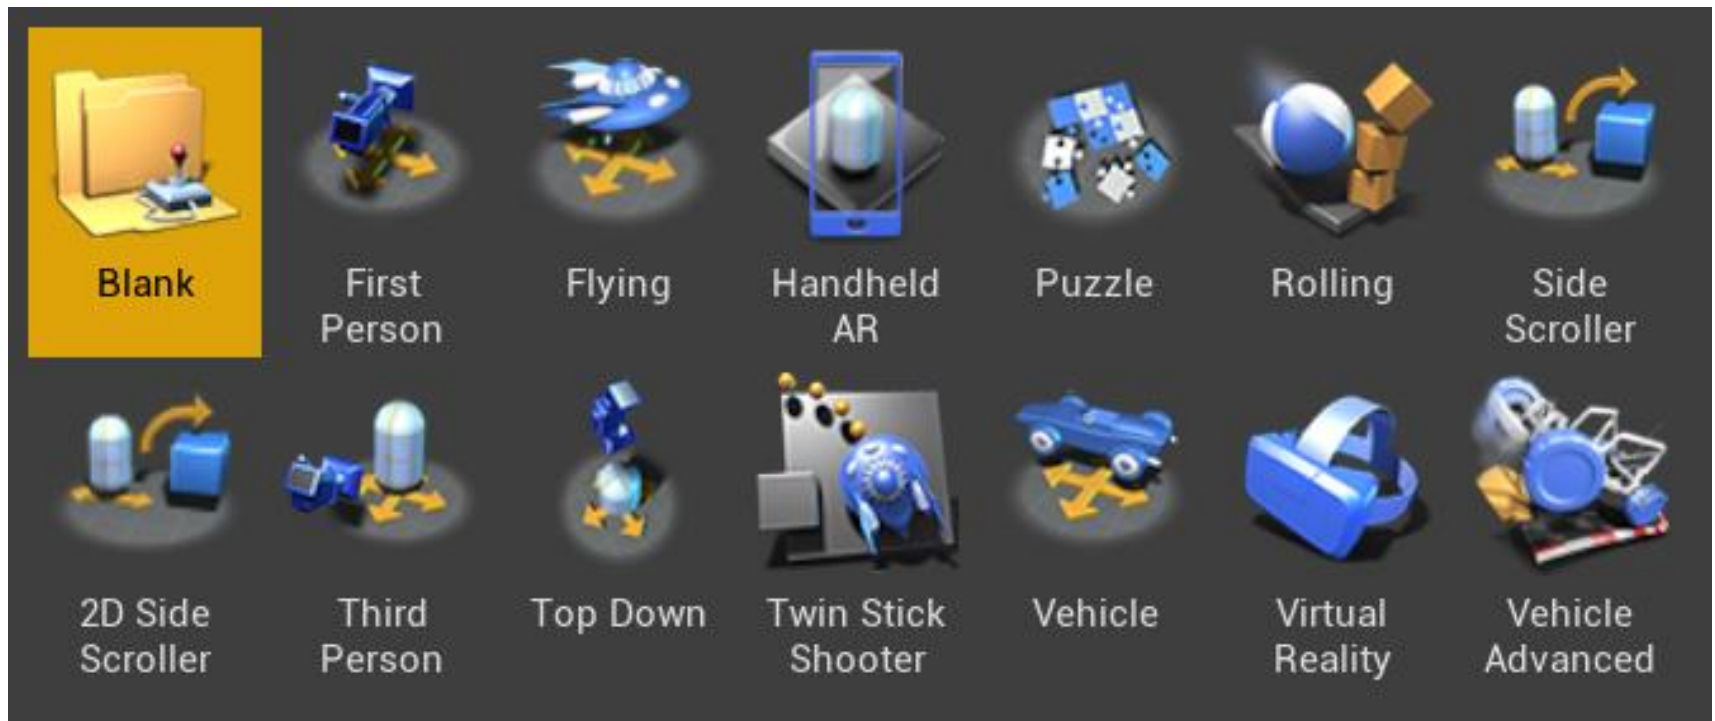 Blank
First
Person
Flying
Handheld
AR
Puzzle
Rolling
Side
Scroller
2D Side
Scroller
Third
Person
Top Down
Twin Stick
Shooter
Vehicle
Virtual
Reality
Vehicle
Advanced